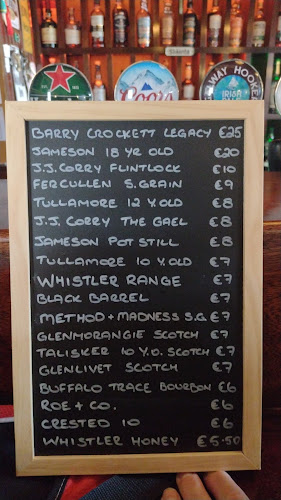 Coors
WAY HOOKE
IRISH
BARRY CROCKETT LEGACY €25
JAMESON 18 YR OLD €20
J.J. CORRY FLINTLOCK €10
FERCULLEN S.GRAIN €9
TULLAMORE 12 Y.OLD €8
J.J. CORRY THE GAEL €8
JAMESON POT STILL €8
TULLAMORE 10 Y.OLD €7
WHISTLER RANGE €7
BLACK BARREL €7
METHOD + MADNESS S.G €7
GLENMORANGIE SCOTCH €7
TALISKER 10 Y.O. SCOTCH €7
GLENLIVET SCOTCH €7
BUFFALO TRACE BOURBON €6
ROE + CO. €6
CRESTED 10 €6
WHISTLER HONEY €5.50